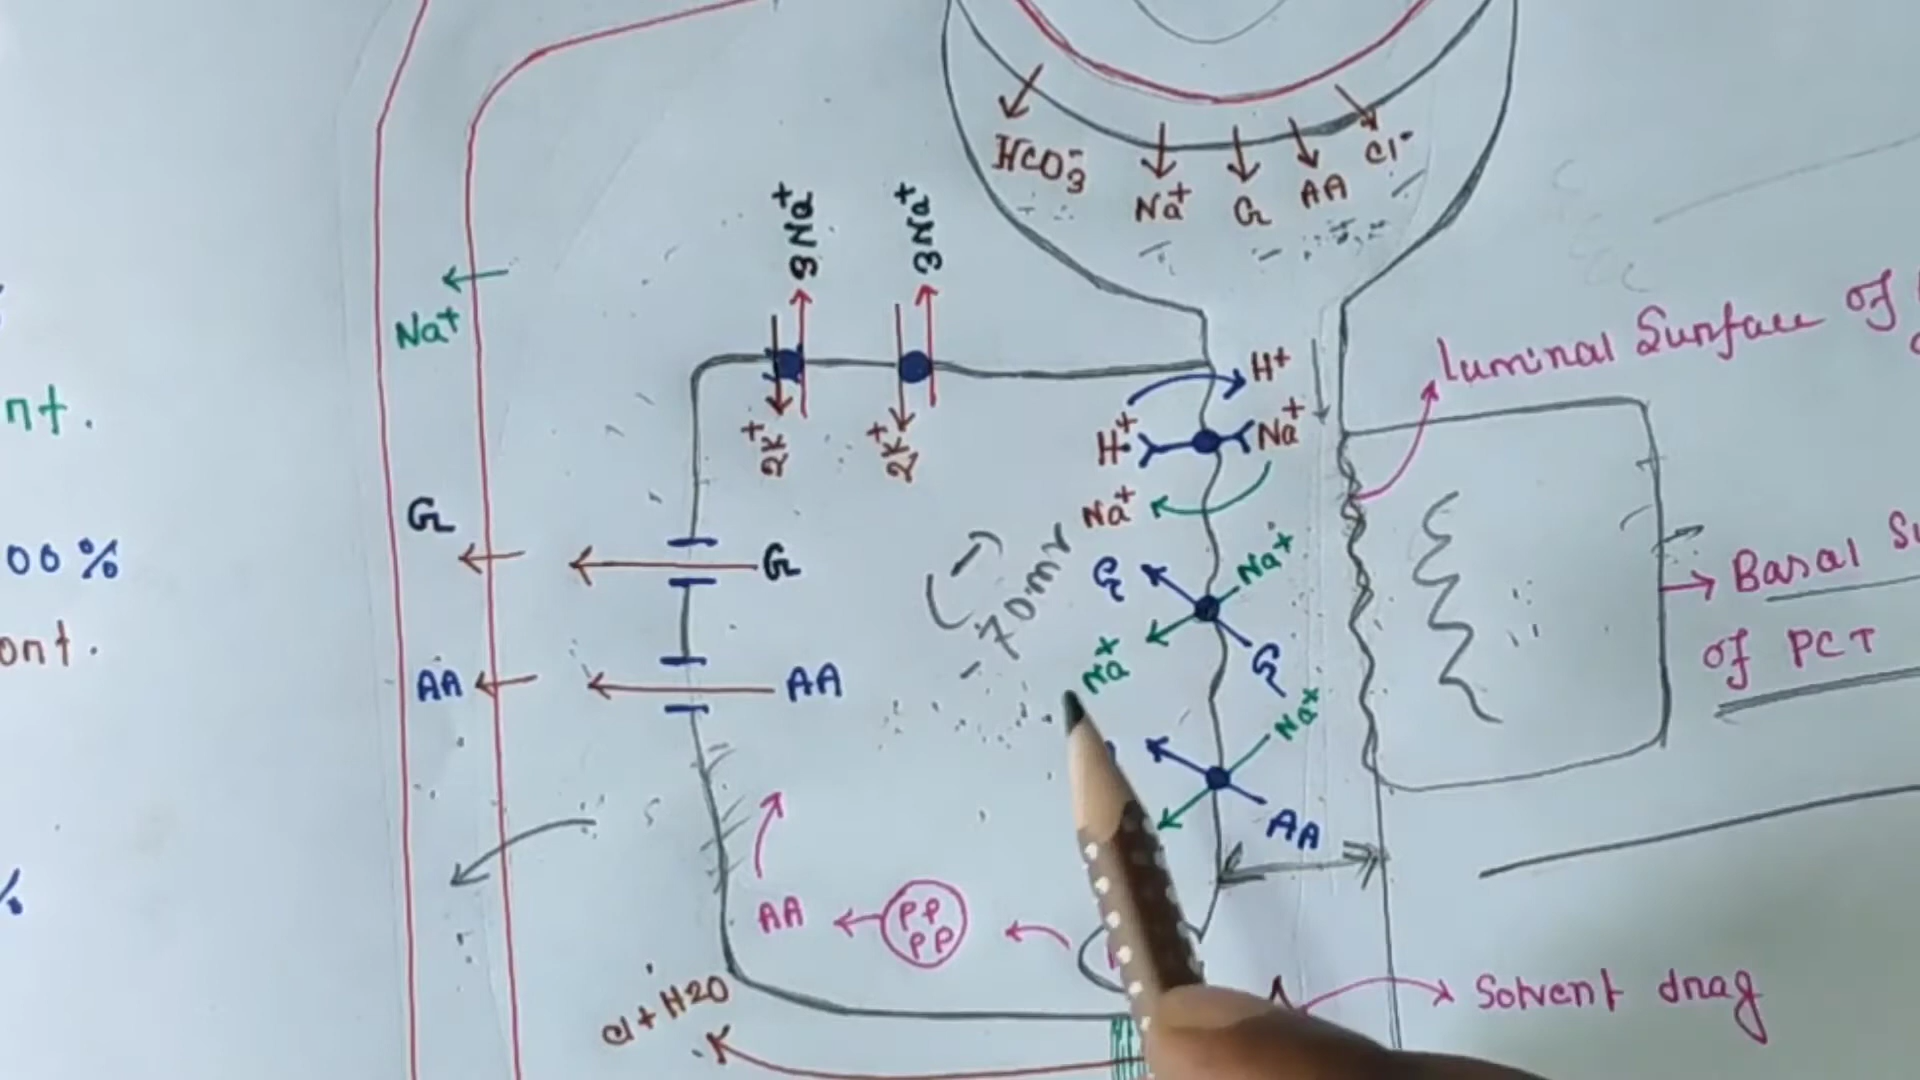 HCO3-
Na+
G
AA
Cl-
3Na+
3Na+
2K+
2K+
Na+
G
AA
G
AA
H+
H+
Na+
Na+
-70mv
G
Na+
Na+
G
Na+
AA
Luminal Surface of
Basal Su
of PCT
nt.
00%
ont.
%
AA
PP
PP
Cl + H2O
Solvent drag